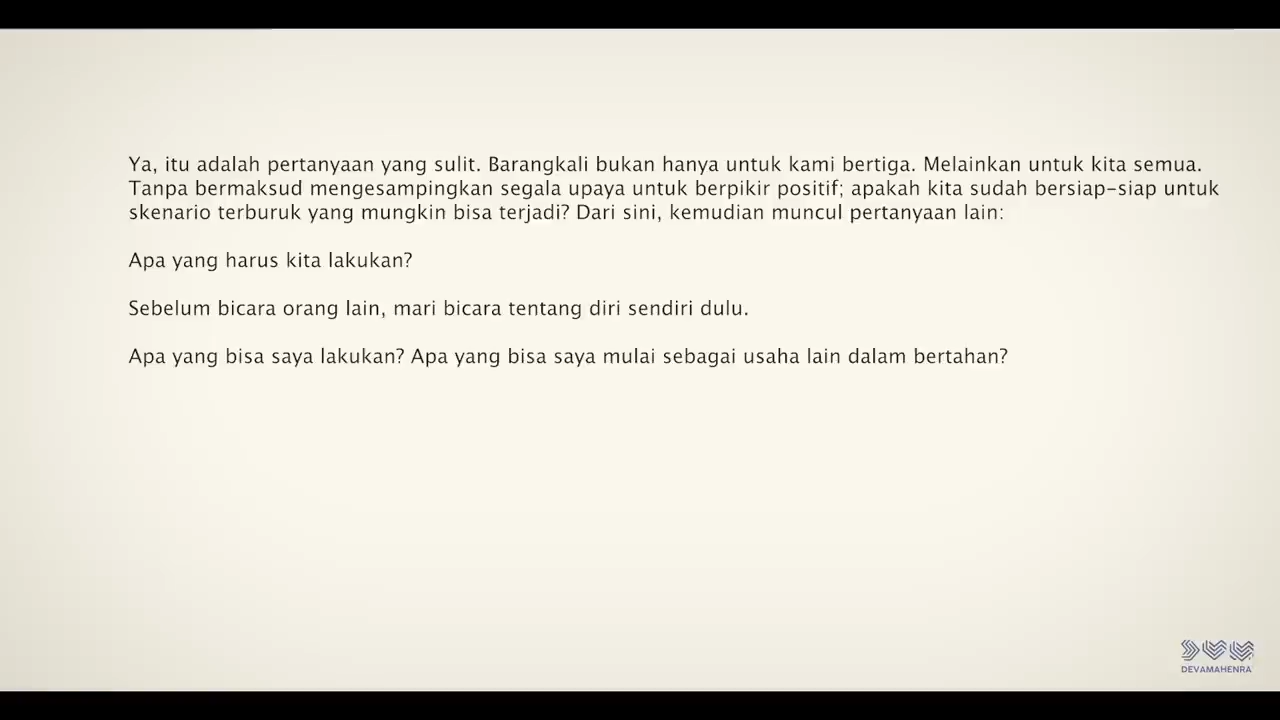 Ya, itu adalah pertanyaan yang sulit. Barangkali bukan hanya untuk kami bertiga. Melainkan untuk kita semua.
Tanpa bermaksud mengesampingkan segala upaya untuk berpikir positif; apakah kita sudah bersiap-siap untuk
skenario terburuk yang mungkin bisa terjadi? Dari sini, kemudian muncul pertanyaan lain:
Apa yang harus kita lakukan?
Sebelum bicara orang lain, mari bicara tentang diri sendiri dulu.
Apa yang bisa saya lakukan? Apa yang bisa saya mulai sebagai usaha lain dalam bertahan?
DEVAMAHENRA